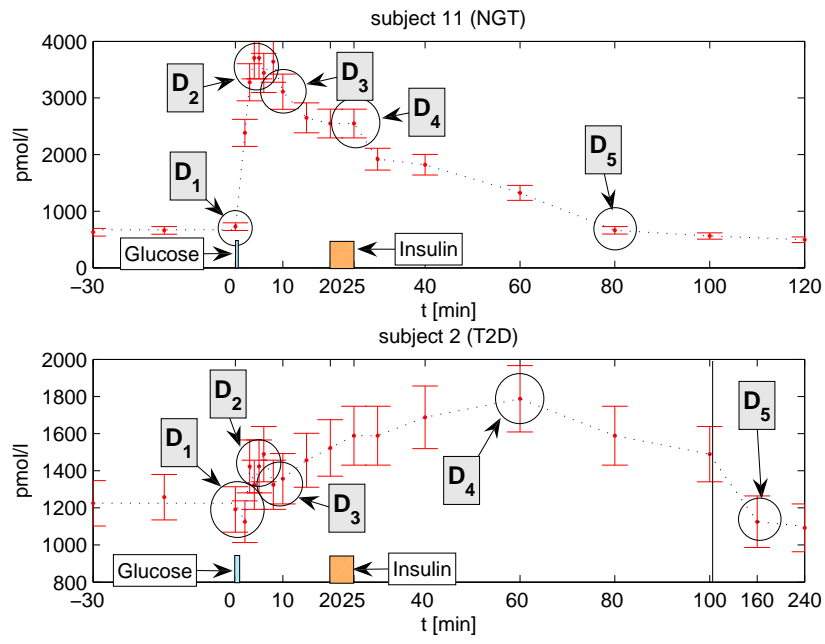 subject 11 (NGT)
4000
3000
2000
1000
0
pmol/l
D2
D3
D4
D1
D5
Glucose
Insulin
-30 0 10 2025 40 60 80 100 120
t [min]
subject 2 (T2D)
2000
1800
1600
1400
1200
1000
800
pmol/l
D2
D1
D3
D4
D5
Glucose
Insulin
-30 0 10 2025 40 60 80 100 160 240
t [min]